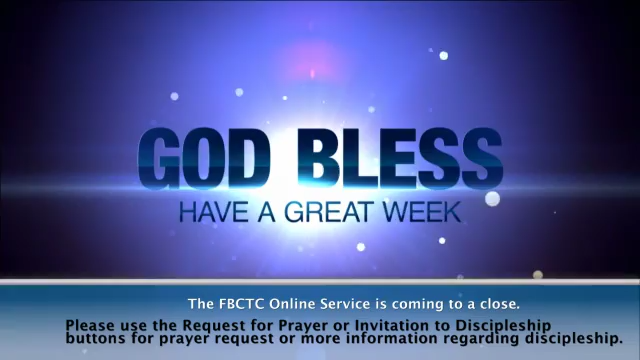 GOD BLESS
HAVE A GREAT WEEK
The FBCTC Online Service is coming to a close.
Please use the Request for Prayer or Invitation to Discipleship
buttons for prayer request or more information regarding discipleship.